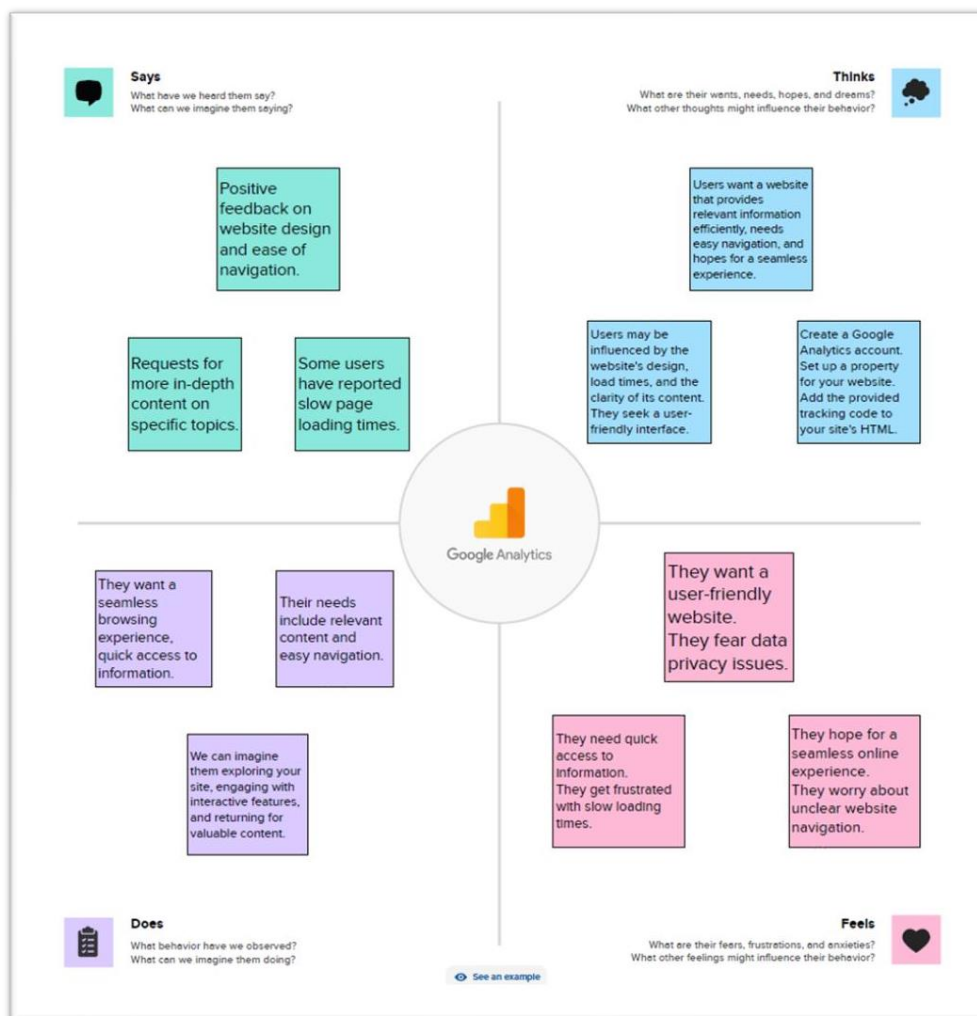 Says
What have we heard them say?
What can we imagine them saying?
Thinks
What are their wants, needs, hopes, and dreams?
What other thoughts might influence their behavior?
Positive
feedback on
website design
and ease of
navigation.
Requests for
more in-depth
content on
specific topics.
Some users
have reported
slow page
loading times.
Users want a website
that provides
relevant information
efficiently, needs
easy navigation, and
hopes for a seamless
experience.
Users may be
influenced by the
website's design,
load times, and the
clarity of its content.
They seek a user-
friendly interface.
Create a Google
Analytics account.
Set up a property
for your website.
Add the provided
tracking code to
your site's HTML.
Google Analytics
They want a
seamless
browsing
experience,
quick access to
information.
Their needs
include relevant
content and
easy navigation.
We can imagine
them exploring your
site, engaging with
interactive features,
and returning for
valuable content.
They want a
user-friendly
website.
They fear data
privacy issues.
They need quick
access to
information.
They get frustrated
with slow loading
times.
They hope for a
seamless online
experience.
They worry about
unclear website
navigation.
Does
What behavior have we observed?
What can we imagine them doing?
Feels
What are their fears, frustrations, and anxieties?
What other feelings might influence their behavior?
See an example